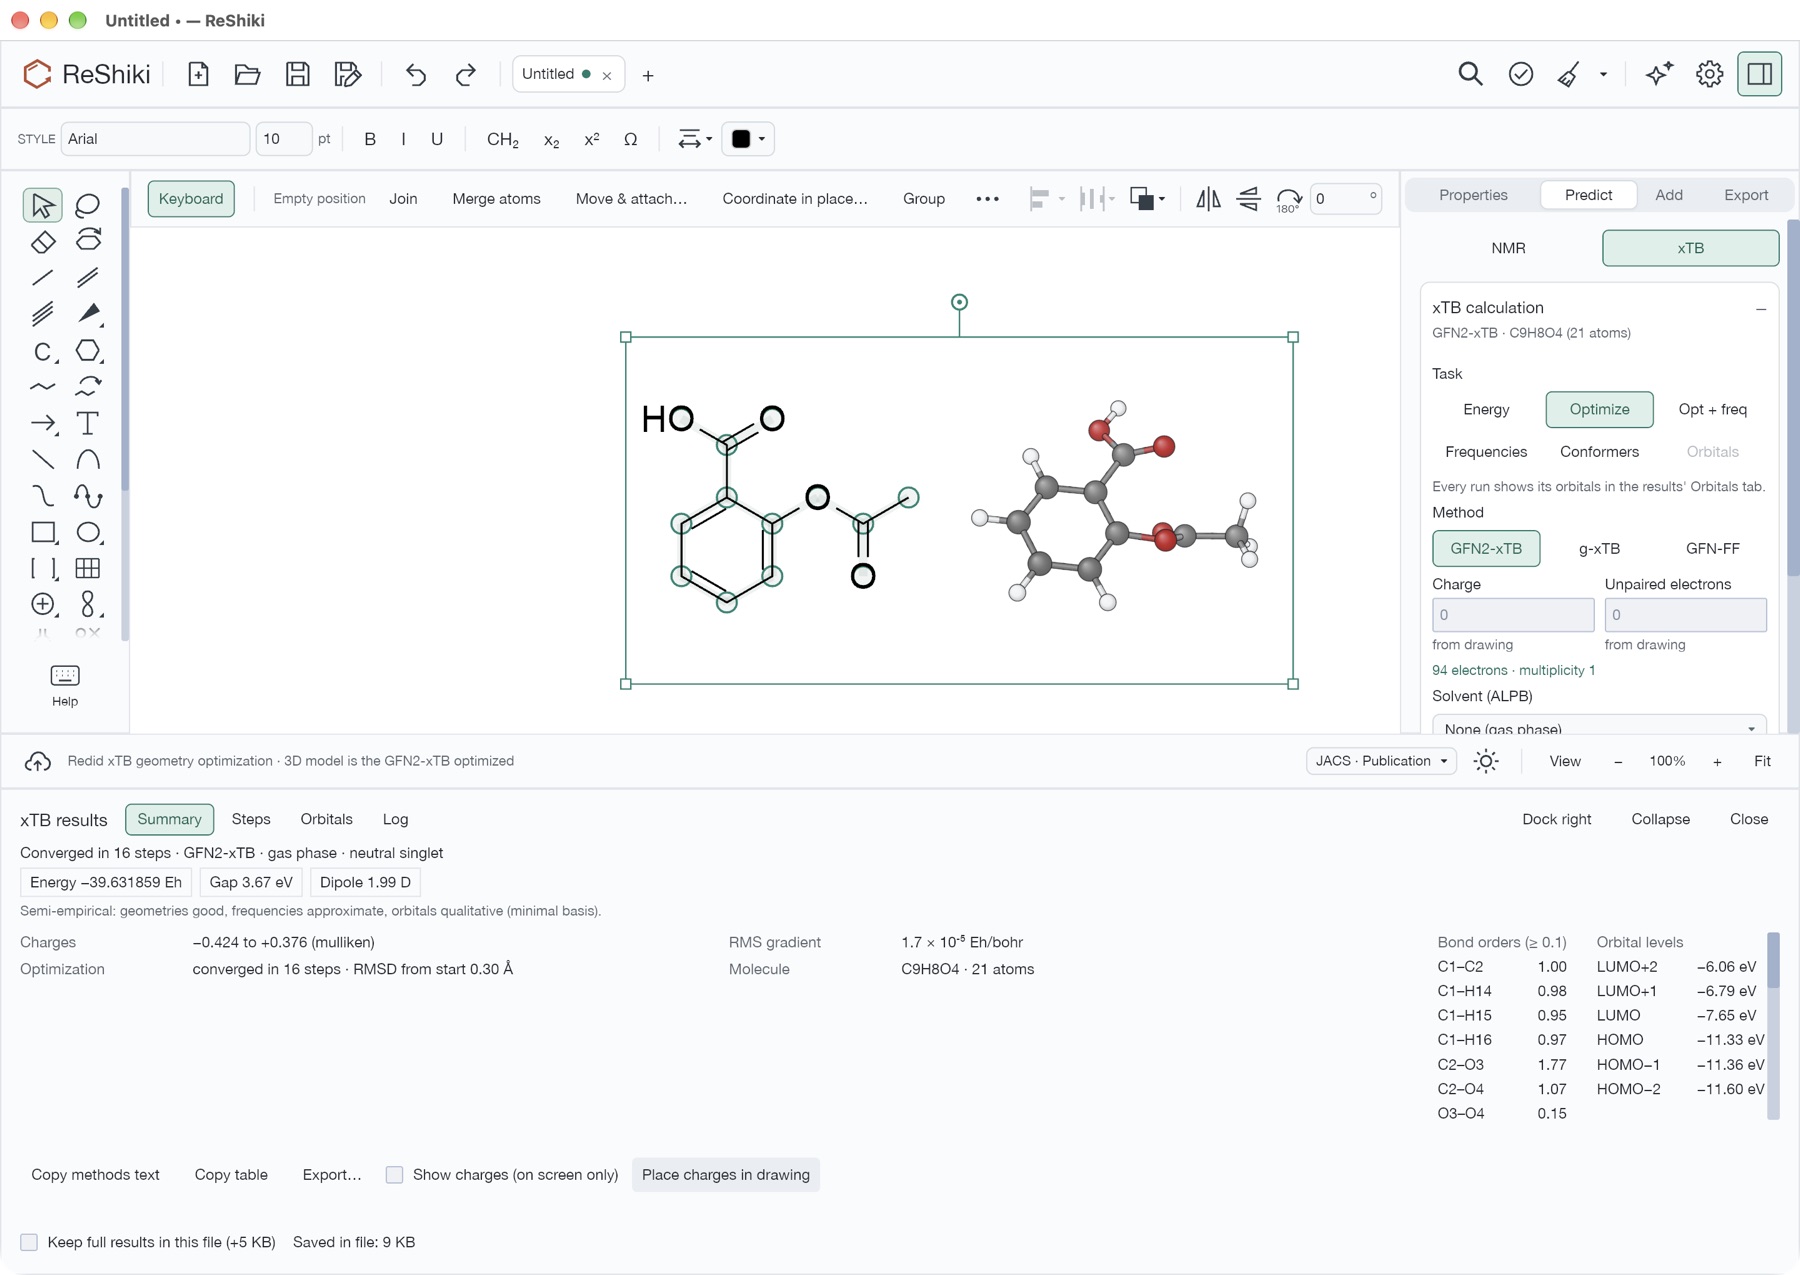 Untitled • — ReShiki
ReShiki
Untitled
STYLE Arial 10 pt B I U CH₂ x₂ x² Ω
Keyboard Empty position Join Merge atoms Move & attach... Coordinate in place... Group ••• 180° 0 °
Properties Predict Add Export
NMR xTB
xTB calculation
GFN2-xTB · C9H8O4 (21 atoms)
Task
Energy Optimize Opt + freq
Frequencies Conformers Orbitals
Every run shows its orbitals in the results' Orbitals tab.
Method
GFN2-xTB g-xTB GFN-FF
Charge Unpaired electrons
0 0
from drawing from drawing
94 electrons · multiplicity 1
Solvent (ALPB)
None (gas phase)
C
T
Help
HO O
O
O
Redid xTB geometry optimization · 3D model is the GFN2-xTB optimized
JACS · Publication View − 100% + Fit
xTB results Summary Steps Orbitals Log Dock right Collapse Close
Converged in 16 steps · GFN2-xTB · gas phase · neutral singlet
Energy −39.631859 Eh Gap 3.67 eV Dipole 1.99 D
Semi-empirical: geometries good, frequencies approximate, orbitals qualitative (minimal basis).
Charges −0.424 to +0.376 (mulliken) RMS gradient 1.7 × 10⁻⁵ Eh/bohr
Optimization converged in 16 steps · RMSD from start 0.30 Å Molecule C9H8O4 · 21 atoms
Bond orders (≥ 0.1) Orbital levels
C1–C2 1.00 LUMO+2 −6.06 eV
C1–H14 0.98 LUMO+1 −6.79 eV
C1–H15 0.95 LUMO −7.65 eV
C1–H16 0.97 HOMO −11.33 eV
C2–O3 1.77 HOMO−1 −11.36 eV
C2–O4 1.07 HOMO−2 −11.60 eV
O3–O4 0.15
Copy methods text Copy table Export... Show charges (on screen only) Place charges in drawing
Keep full results in this file (+5 KB) Saved in file: 9 KB